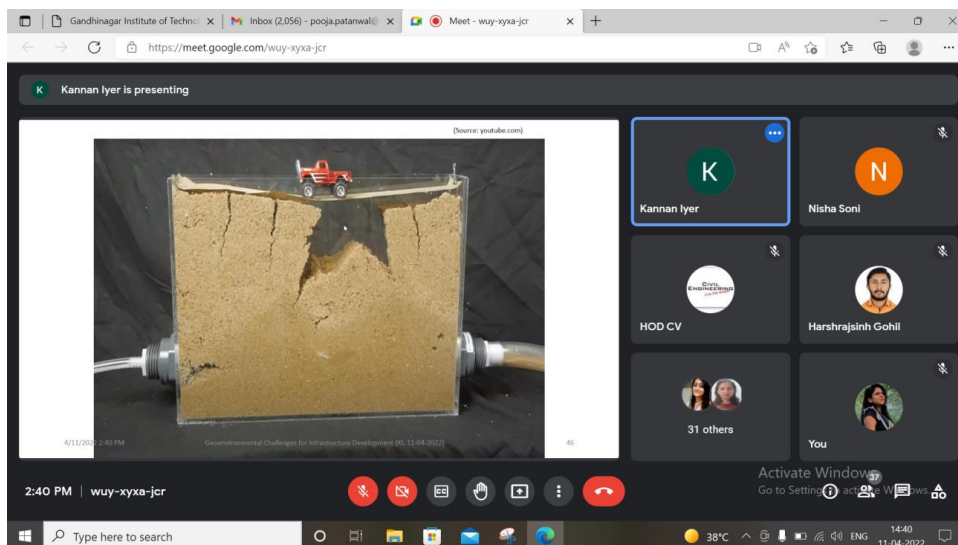 Gandhinagar Institute of Technol
Inbox (2,056) - pooja.patanwal@
Meet - wuy-xyxa-jcr
https://meet.google.com/wuy-xyxa-jcr
K
Kannan Iyer is presenting
(Source: youtube.com)
4/11/2022 2:40 PM
Geoenvironmental Challenges for Infrastructure Development (KI, 11-04-2022)
46
K
Kannan Iyer
N
Nisha Soni
CIVIL
ENGINEERING
HOD CV
Harshrajsinh Gohil
31 others
You
Activate Windows
Go to Settings to activate Windows.
37
2:40 PM | wuy-xyxa-jcr
Type here to search
38°C
ENG
14:40
11-04-2022